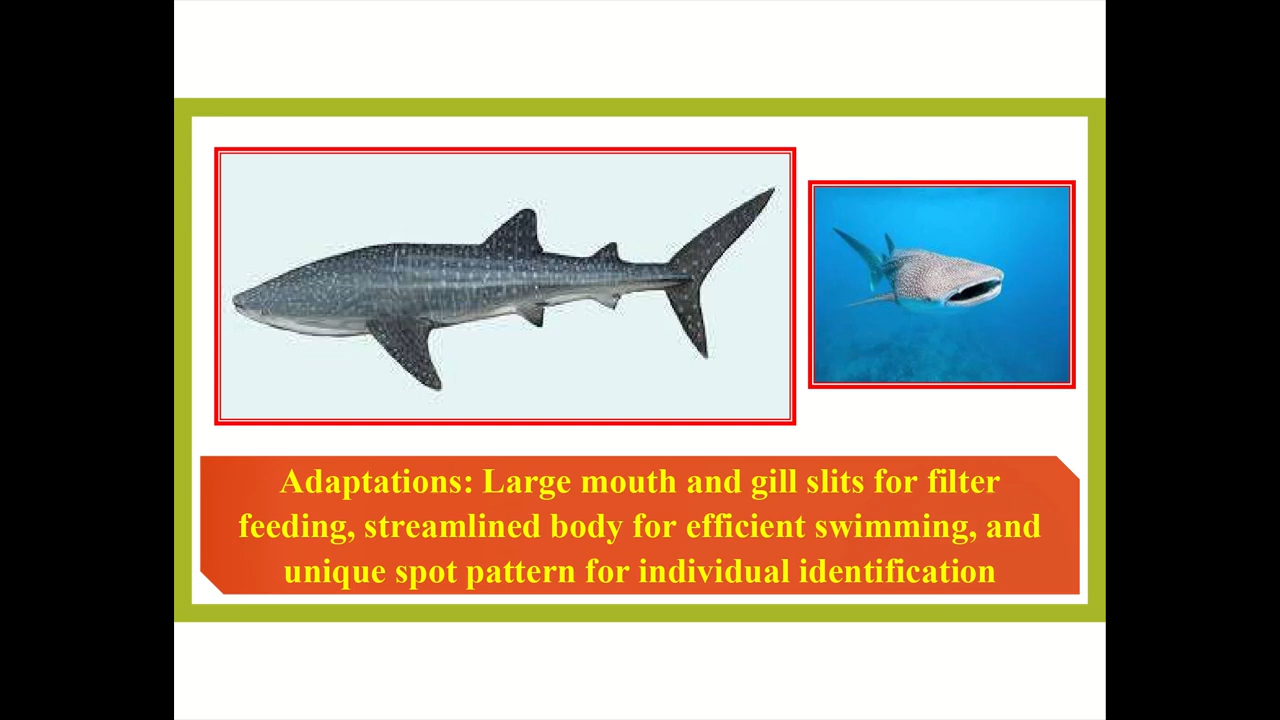 Adaptations: Large mouth and gill slits for filter
feeding, streamlined body for efficient swimming, and
unique spot pattern for individual identification